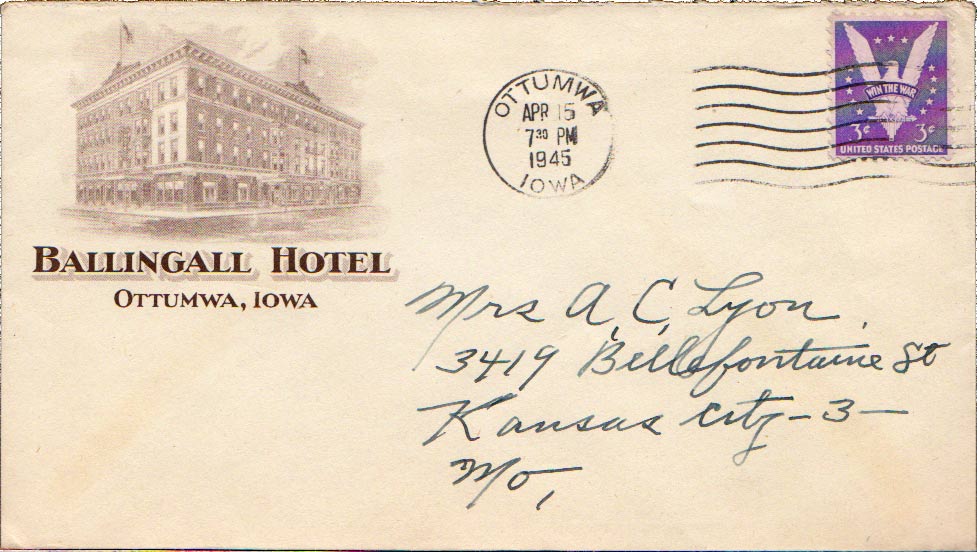 BALLINGALL HOTEL
OTTUMWA, IOWA
OTTUMWA
APR 15
730 PM
1945
IOWA
WIN THE WAR
3¢ 3¢
UNITED STATES POSTAGE
Mrs A, C, Lyon
3419 Bellefontaine St
Kansas City-3-
Mo,